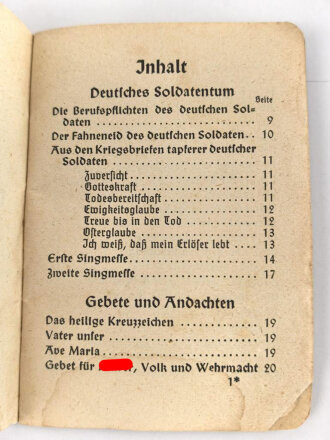 Inhalt
Deutsches Soldatentum
Seite
Die Berufspflichten des deutschen Sol-
daten . . . . . . . . . . . 9
Der Fahneneid des deutschen Soldaten . . 10
Aus den Kriegsbriefen tapferer deutscher
Soldaten . . . . . . . . . . 11
Zuversicht . . . . . . . . . 11
Gotteskraft . . . . . . . . . 11
Todesbereitschaft . . . . . . . 11
Ewigkeitsglaube . . . . . . . 12
Treue bis in den Tod . . . . . . 12
Osterglaube . . . . . . . . . 13
Ich weiß, daß mein Erlöser lebt . . 13
Erste Singmesse . . . . . . . . 14
Zweite Singmesse . . . . . . . . 17
Gebete und Andachten
Das heilige Kreuzzeichen . . . . . . 19
Vater unser . . . . . . . . . . 19
Ave Maria . . . . . . . . . . 19
Gebet für , Volk und Wehrmacht 20
1*